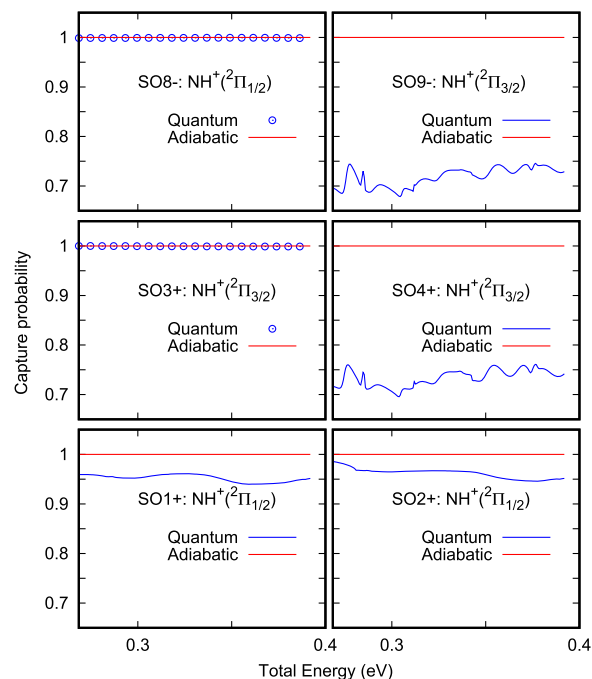 1
0.9
0.8
0.7
SO8-: NH⁺(²Π₁/₂)
Quantum
Adiabatic
SO9-: NH⁺(²Π₃/₂)
Quantum
Adiabatic
Capture probability
1
0.9
0.8
0.7
SO3+: NH⁺(²Π₃/₂)
Quantum
Adiabatic
SO4+: NH⁺(²Π₃/₂)
Quantum
Adiabatic
1
0.9
0.8
0.7
SO1+: NH⁺(²Π₁/₂)
Quantum
Adiabatic
SO2+: NH⁺(²Π₁/₂)
Quantum
Adiabatic
0.3
0.4
0.3
0.4
Total Energy (eV)